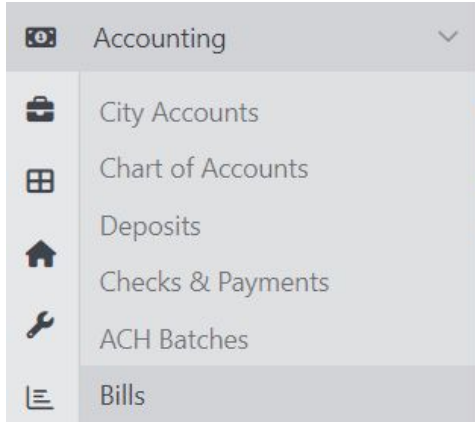 Accounting
City Accounts
Chart of Accounts
Deposits
Checks & Payments
ACH Batches
Bills